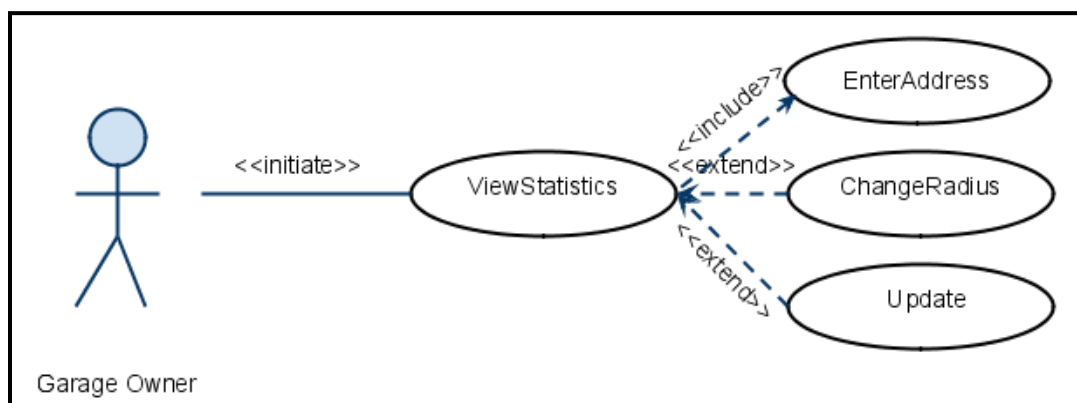 EnterAddress
<<include>>
<<initiate>>
<<extend>>
ViewStatistics
ChangeRadius
<<extend>>
Update
Garage Owner